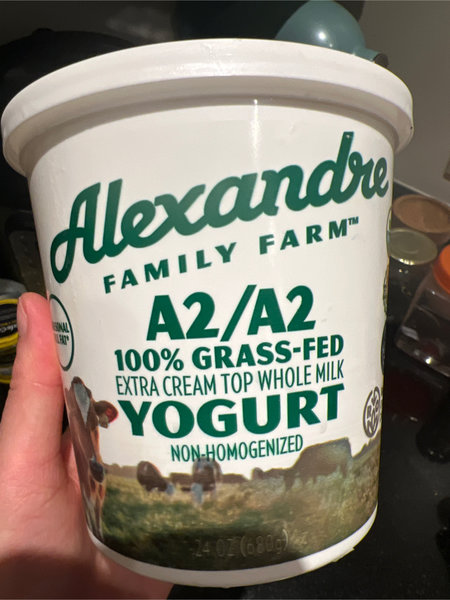 Alexandre
FAMILY FARM™
A2/A2
100% GRASS-FED
EXTRA CREAM TOP WHOLE MILK
YOGURT
NON-HOMOGENIZED
24 OZ (680g)